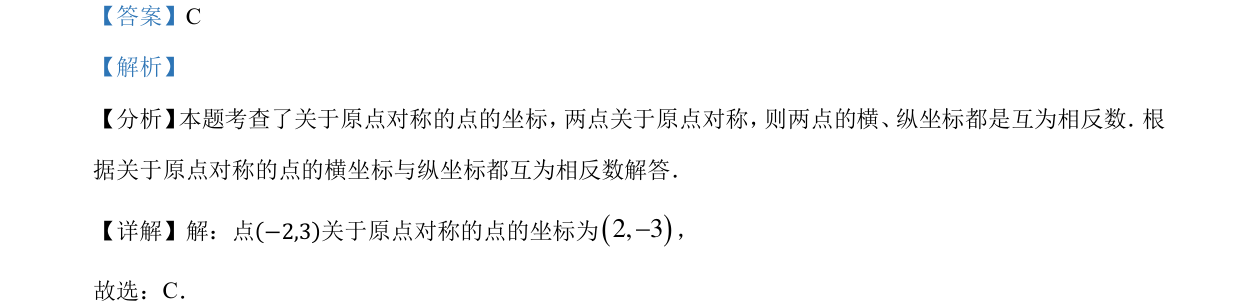 【答案】C
【解析】
【分析】本题考查了关于原点对称的点的坐标，两点关于原点对称，则两点的横、纵坐标都是互为相反数．根
据关于原点对称的点的横坐标与纵坐标都互为相反数解答．
【详解】解：点(−2,3)关于原点对称的点的坐标为(2,−3)，
故选：C．